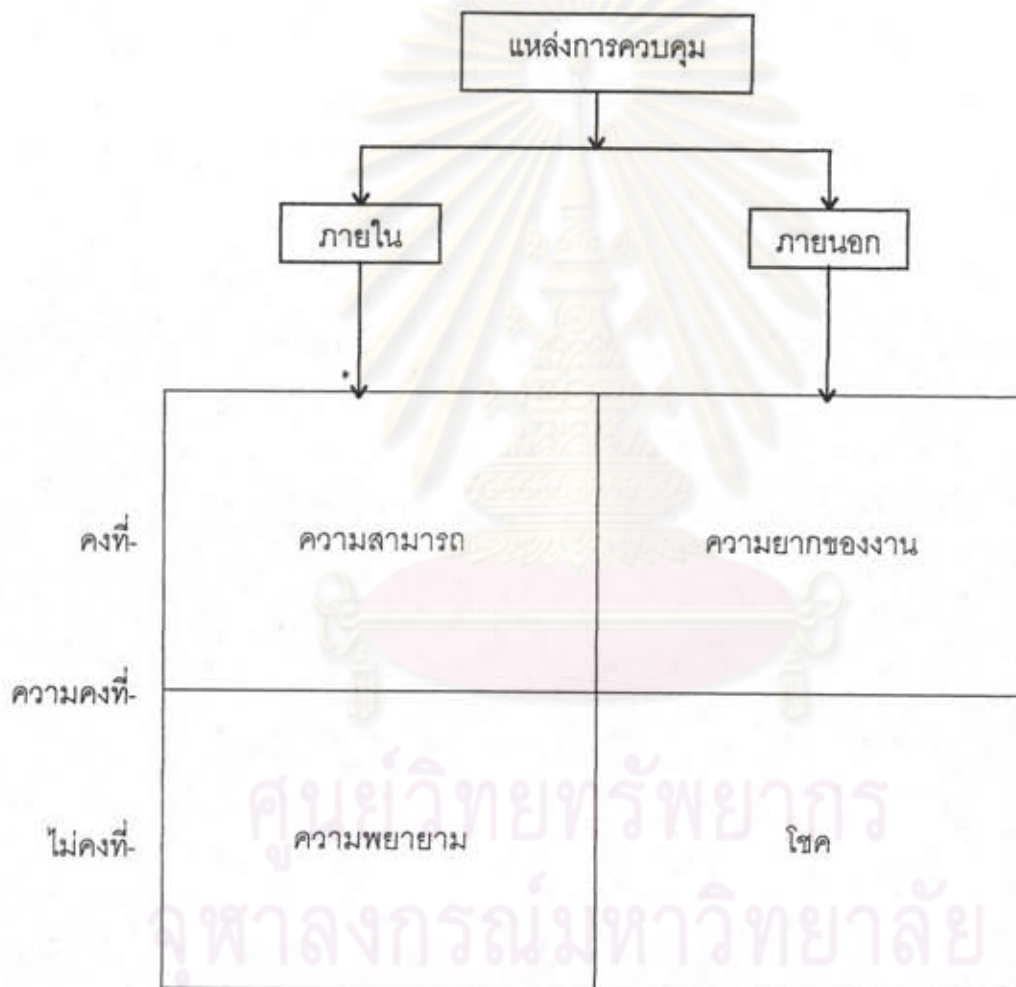 แหล่งการควบคุม
ภายใน
ภายนอก
คงที่-
ความสามารถ
ความยากของงาน
ความคงที่-
ไม่คงที่-
ความพยายาม
โชค
ศูนย์วิทยทรัพยากร
จุฬาลงกรณ์มหาวิทยาลัย